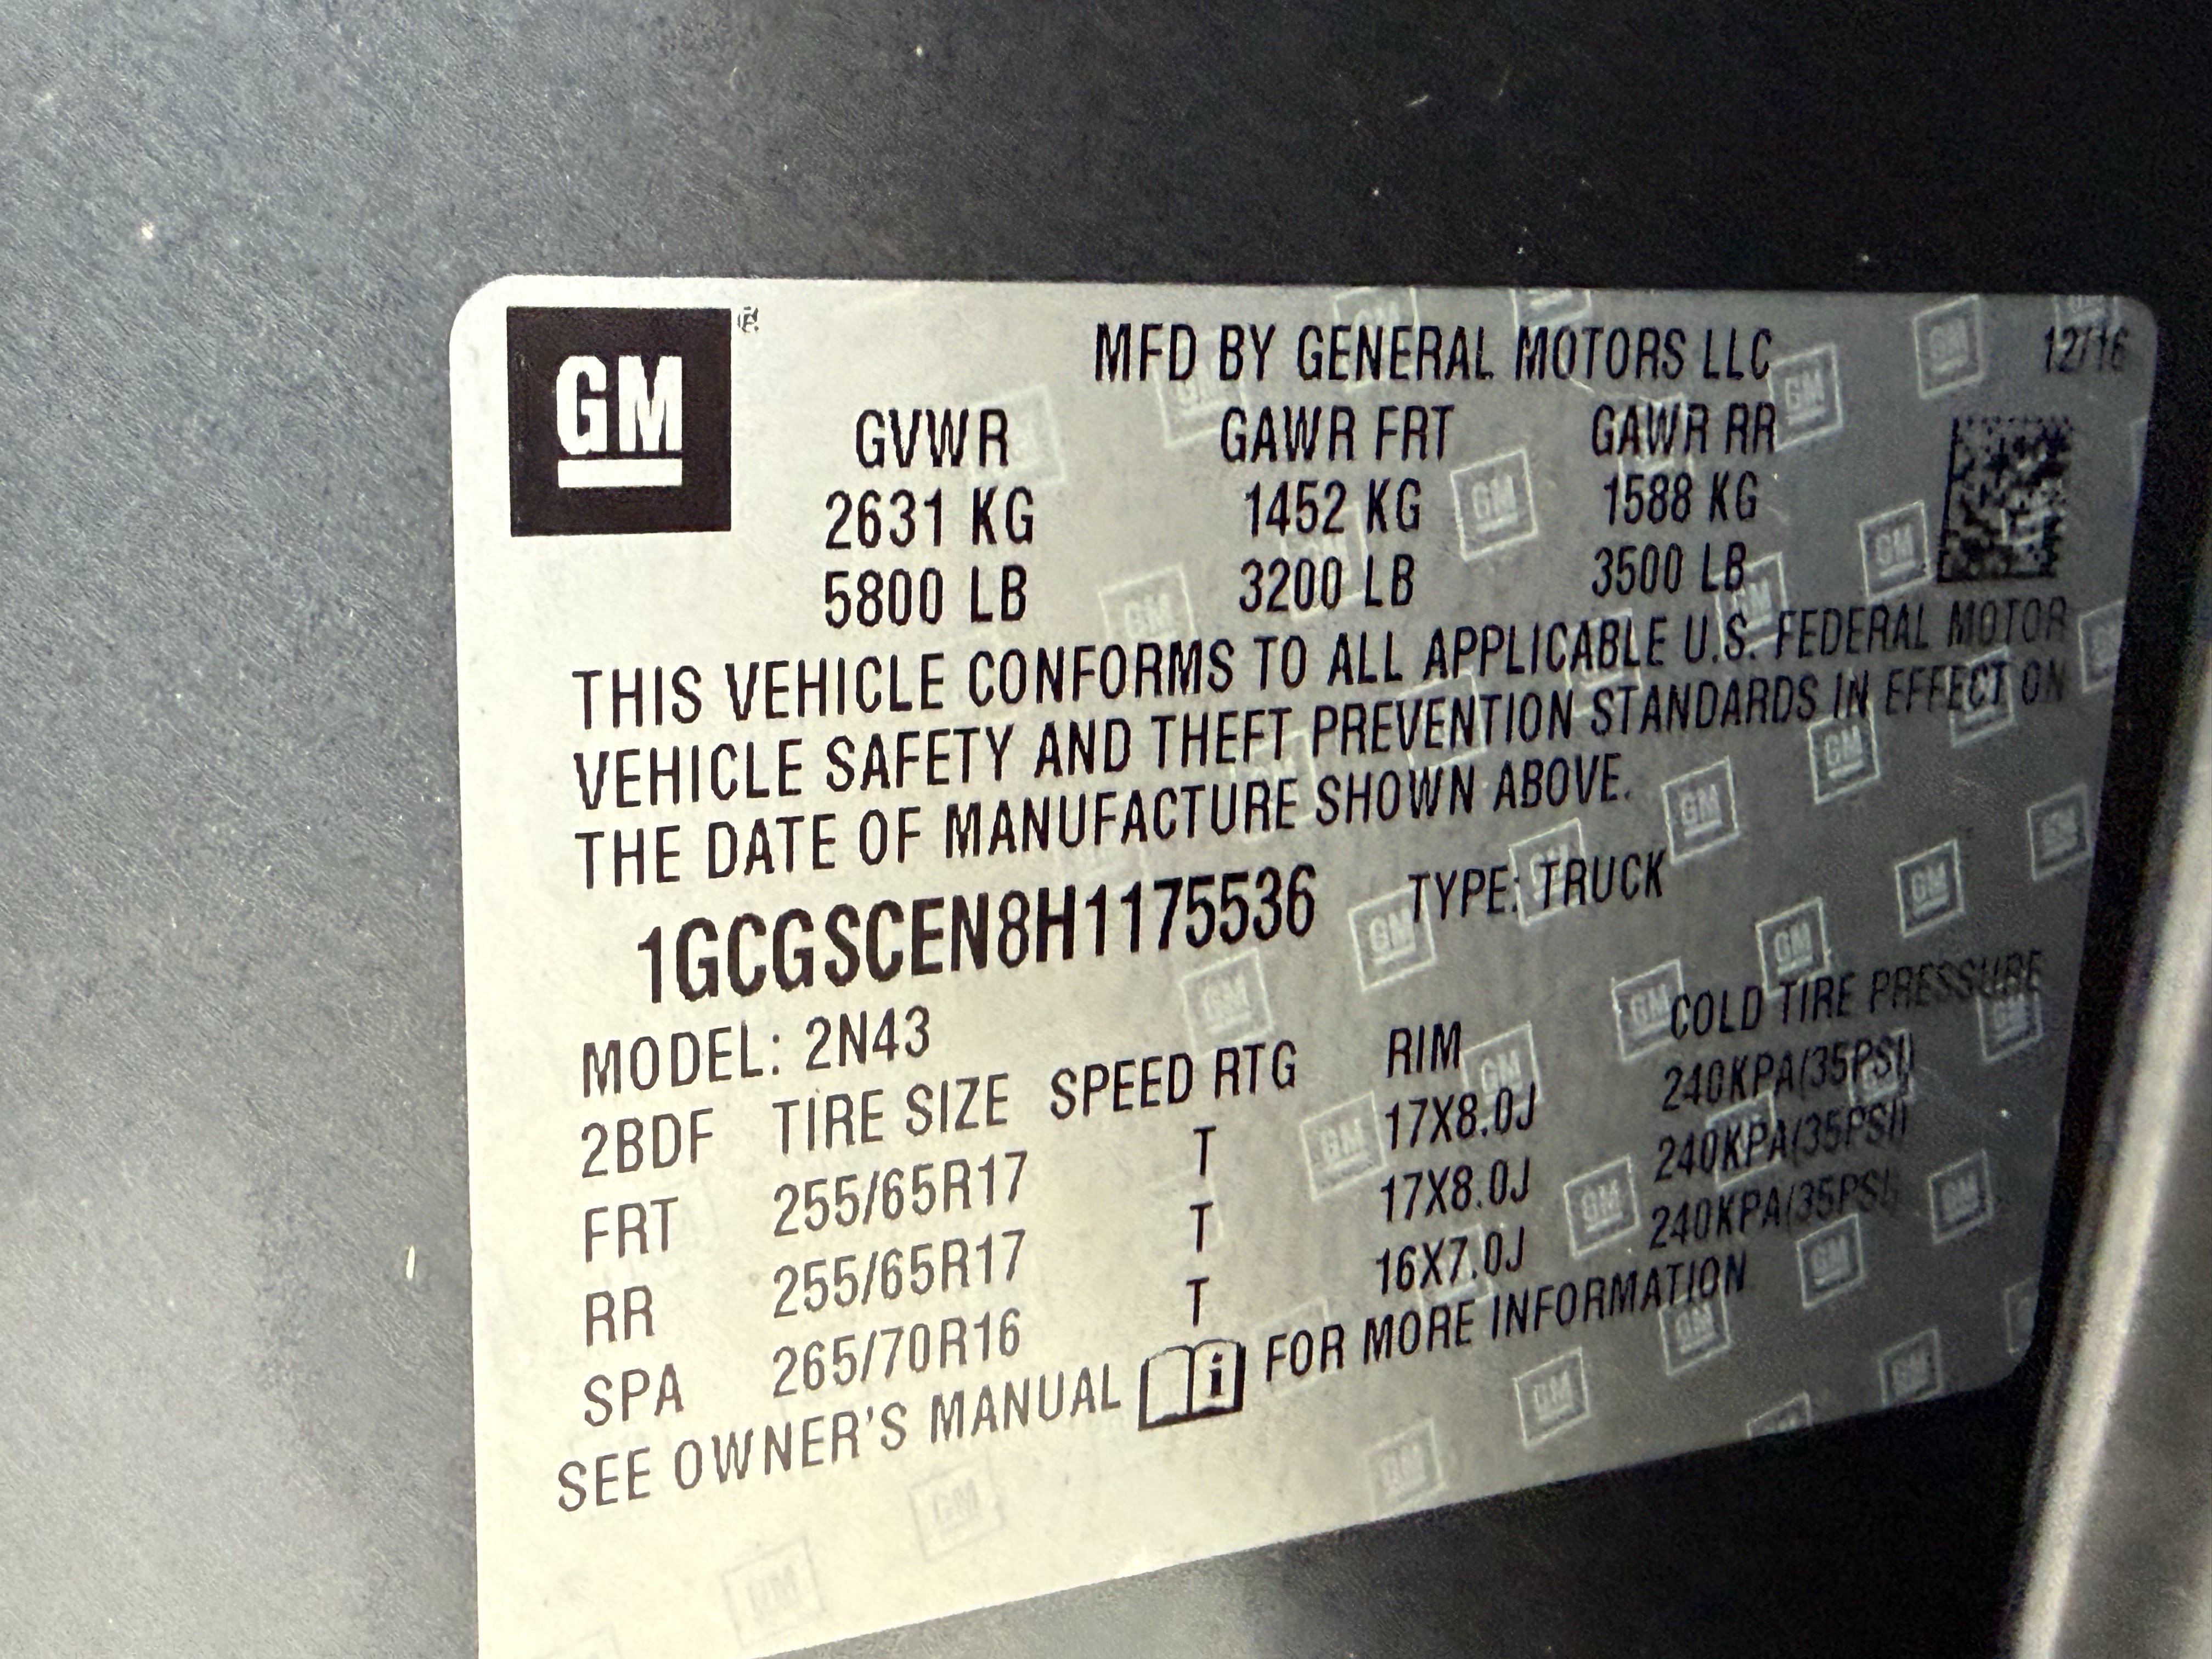 GM
MFD BY GENERAL MOTORS LLC 12/16
GVWR GAWR FRT GAWR RR
2631 KG 1452 KG 1588 KG
5800 LB 3200 LB 3500 LB
THIS VEHICLE CONFORMS TO ALL APPLICABLE U.S. FEDERAL MOTOR
VEHICLE SAFETY AND THEFT PREVENTION STANDARDS IN EFFECT ON
THE DATE OF MANUFACTURE SHOWN ABOVE.
1GCGSCEN8H1175536 TYPE: TRUCK
MODEL: 2N43
2BDF TIRE SIZE SPEED RTG RIM COLD TIRE PRESSURE
FRT 255/65R17 T 17X8.0J 240KPA(35PSI)
RR 255/65R17 T 17X8.0J 240KPA(35PSI)
SPA 265/70R16 T 16X7.0J 240KPA(35PSI)
SEE OWNER'S MANUAL i FOR MORE INFORMATION